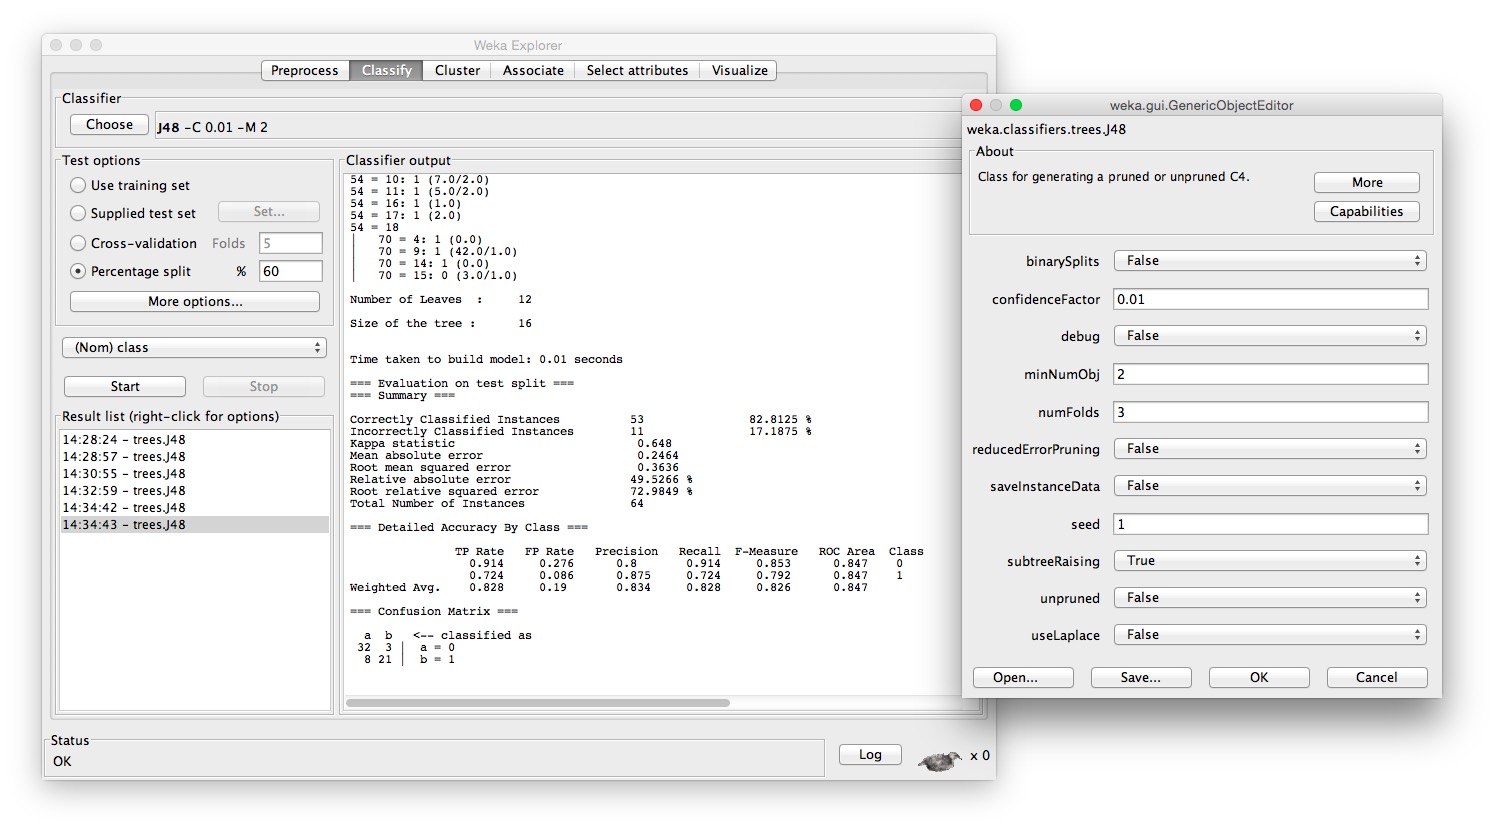 Weka Explorer
Preprocess Classify Cluster Associate Select attributes Visualize
Classifier
Choose J48 -C 0.01 -M 2
Test options
Use training set
Supplied test set Set...
Cross-validation Folds 5
Percentage split % 60
More options...
(Nom) class
Start Stop
Result list (right-click for options)
14:28:24 - trees.J48
14:28:57 - trees.J48
14:30:55 - trees.J48
14:32:59 - trees.J48
14:34:42 - trees.J48
14:34:43 - trees.J48
Classifier output
54 = 10: 1 (7.0/2.0)
54 = 11: 1 (5.0/2.0)
54 = 16: 1 (1.0)
54 = 17: 1 (2.0)
54 = 18
|   70 = 4: 1 (0.0)
|   70 = 9: 1 (42.0/1.0)
|   70 = 14: 1 (0.0)
|   70 = 15: 0 (3.0/1.0)
Number of Leaves  :     12
Size of the tree :      16
Time taken to build model: 0.01 seconds
=== Evaluation on test split ===
=== Summary ===
Correctly Classified Instances          53               82.8125 %
Incorrectly Classified Instances        11               17.1875 %
Kappa statistic                          0.648
Mean absolute error                      0.2464
Root mean squared error                  0.3636
Relative absolute error                 49.5266 %
Root relative squared error             72.9849 %
Total Number of Instances               64
=== Detailed Accuracy By Class ===
TP Rate   FP Rate   Precision   Recall  F-Measure   ROC Area  Class
0.914     0.276      0.8       0.914     0.853      0.847    0
0.724     0.086      0.875     0.724     0.792      0.847    1
Weighted Avg.    0.828     0.19       0.834     0.828     0.826      0.847
=== Confusion Matrix ===
a  b   <-- classified as
32  3 |  a = 0
8 21 |  b = 1
Status
OK
Log x 0
weka.gui.GenericObjectEditor
weka.classifiers.trees.J48
About
Class for generating a pruned or unpruned C4.
More
Capabilities
binarySplits False
confidenceFactor 0.01
debug False
minNumObj 2
numFolds 3
reducedErrorPruning False
saveInstanceData False
seed 1
subtreeRaising True
unpruned False
useLaplace False
Open... Save... OK Cancel